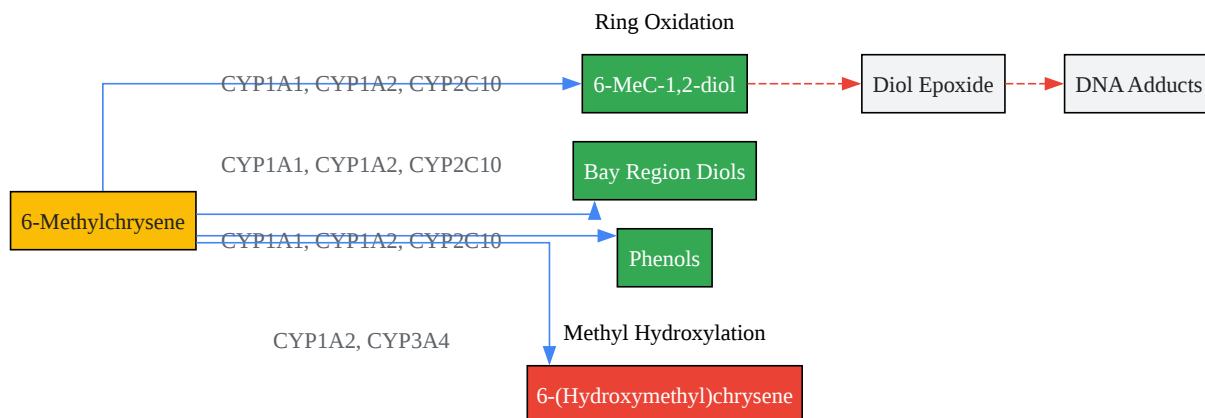 Ring Oxidation
CYP1A1, CYP1A2, CYP2C10
6-MeC-1,2-diol
Diol Epoxide
DNA Adducts
CYP1A1, CYP1A2, CYP2C10
Bay Region Diols
6-Methylchrysene
CYP1A1, CYP1A2, CYP2C10
Phenols
Methyl Hydroxylation
CYP1A2, CYP3A4
6-(Hydroxymethyl)chrysene